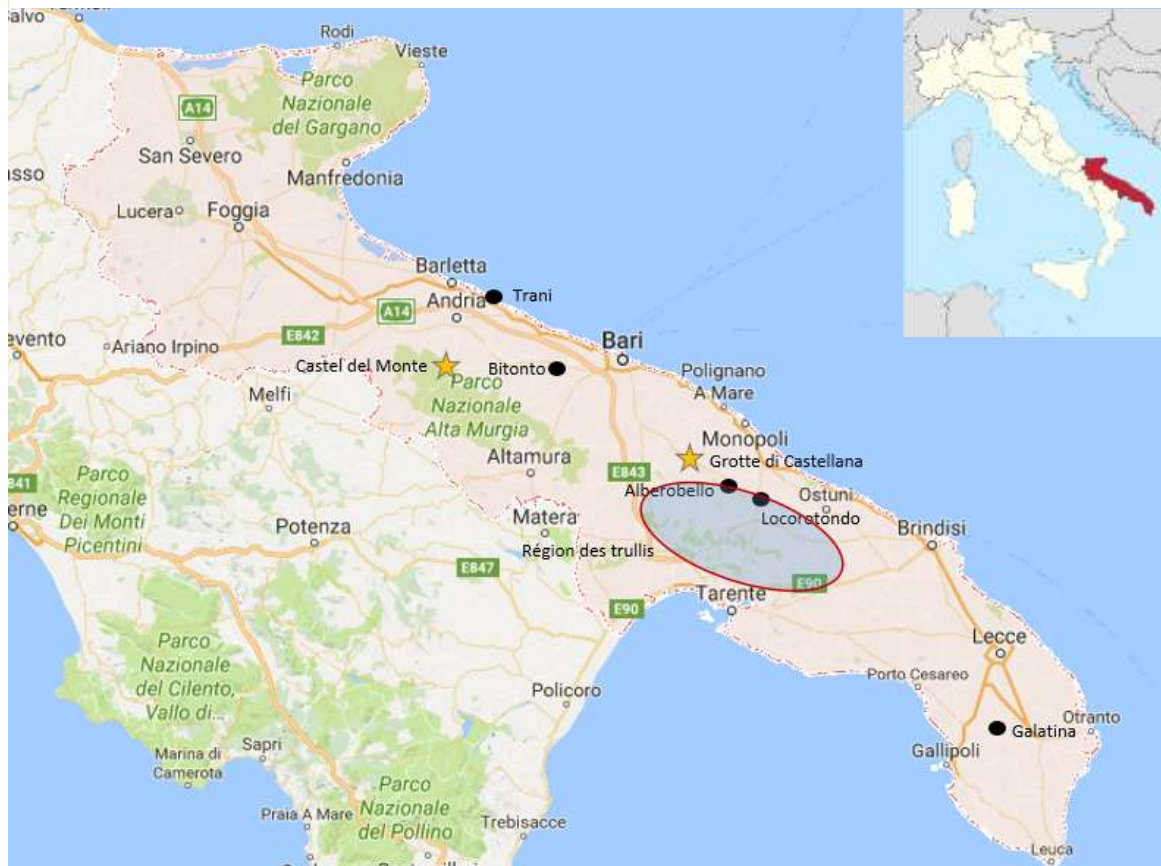 Salvo
Rodi
Vieste
Parco
Nazionale
del Gargano
A14
San Severo
Manfredonia
Lucera
Foggia
Barletta
Trani
A14
Andria
E842
Ariano Irpino
Bari
Castel del Monte
Bitonto
Polignano
A Mare
Parco
Nazionale
Alta Murgia
Melfi
Monopoli
Grotte di Castellana
Altamura
E843
Alberobello
Ostuni
Locorotondo
841
Parco
Regionale
Dei Monti
Picentini
Potenza
Matera
Brindisi
Région des trullis
E847
E90
E90
Tarente
Parco
Nazionale
del Cilento,
Vallo di...
Lecce
Porto Cesareo
Policoro
Otranto
Galatina
Gallipoli
Marina di
Camerota
Sapri
Parco
Nazionale
del Pollino
Praia A Mare
Trebisacce
Leuca